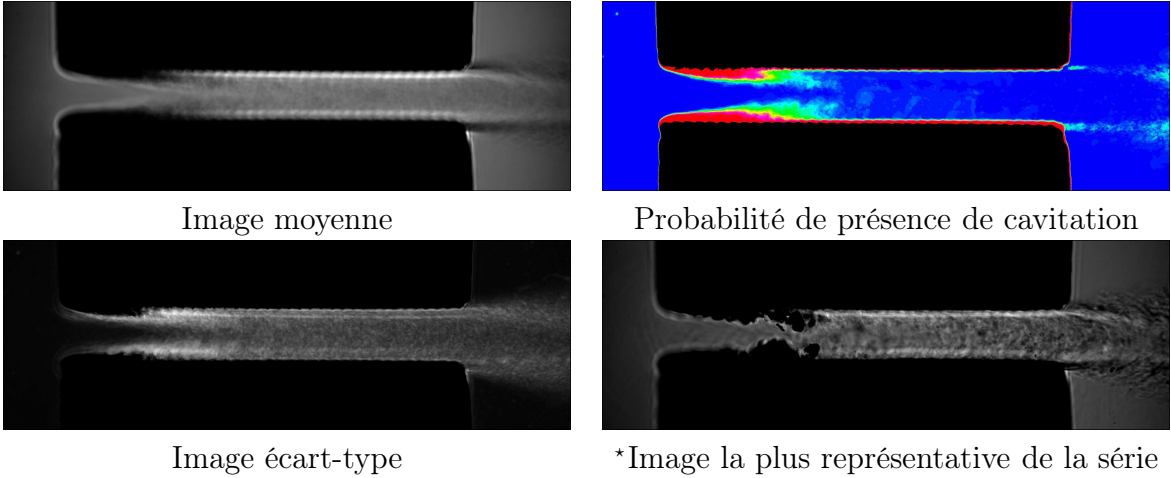 Image moyenne
Probabilité de présence de cavitation
Image écart-type
*Image la plus représentative de la série